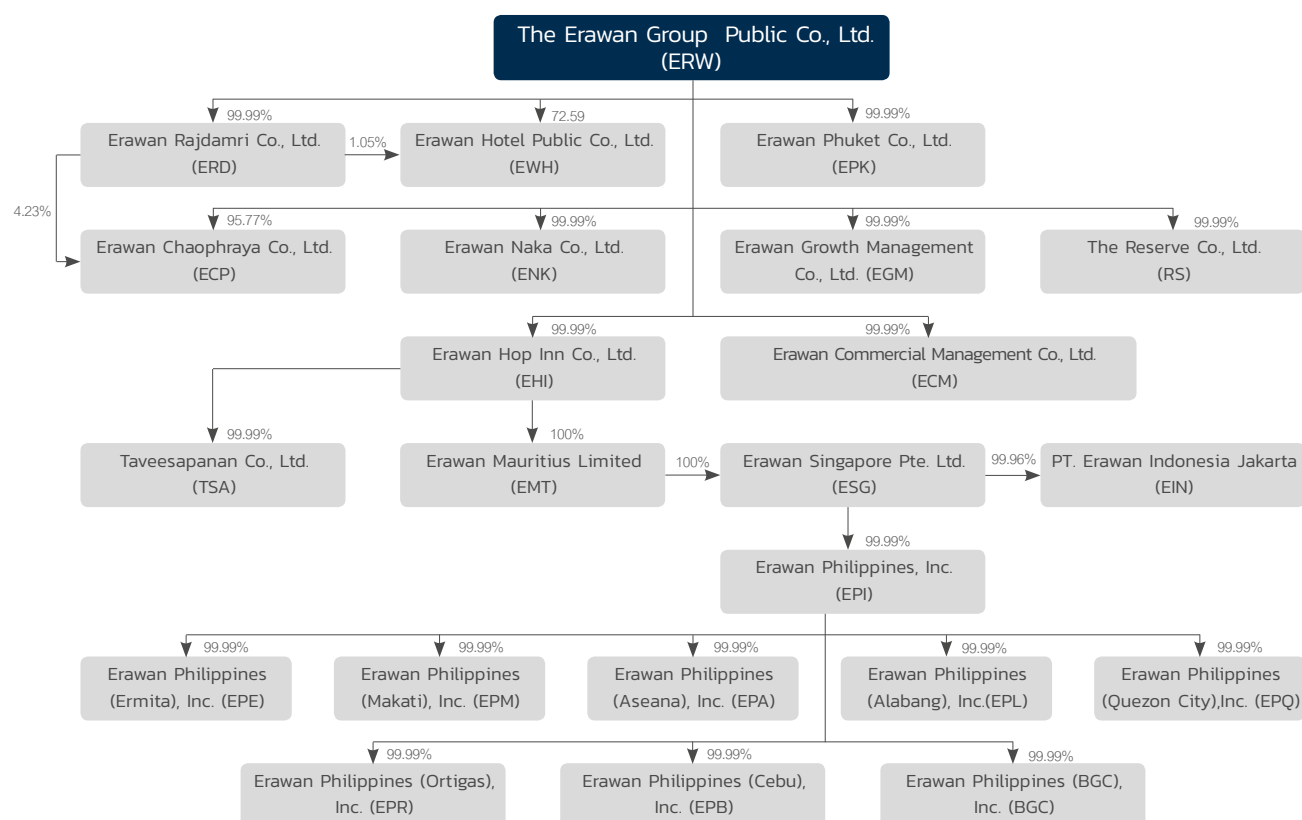 The Erawan Group Public Co., Ltd.
(ERW)
99.99%
72.59
99.99%
Erawan Rajdamri Co., Ltd.
(ERD)
1.05%
Erawan Hotel Public Co., Ltd.
(EWH)
Erawan Phuket Co., Ltd.
(EPK)
4.23%
95.77%
99.99%
99.99%
99.99%
Erawan Chaophraya Co., Ltd.
(ECP)
Erawan Naka Co., Ltd.
(ENK)
Erawan Growth Management
Co., Ltd. (EGM)
The Reserve Co., Ltd.
(RS)
99.99%
99.99%
Erawan Hop Inn Co., Ltd.
(EHI)
Erawan Commercial Management Co., Ltd.
(ECM)
99.99%
100%
Taveesapanan Co., Ltd.
(TSA)
Erawan Mauritius Limited
(EMT)
100%
Erawan Singapore Pte. Ltd.
(ESG)
99.96%
PT. Erawan Indonesia Jakarta
(EIN)
99.99%
Erawan Philippines, Inc.
(EPI)
99.99%
99.99%
99.99%
99.99%
99.99%
Erawan Philippines
(Ermita), Inc. (EPE)
Erawan Philippines
(Makati), Inc. (EPM)
Erawan Philippines
(Aseana), Inc. (EPA)
Erawan Philippines
(Alabang), Inc.(EPL)
Erawan Philippines
(Quezon City),Inc. (EPQ)
99.99%
99.99%
99.99%
Erawan Philippines (Ortigas),
Inc. (EPR)
Erawan Philippines (Cebu),
Inc. (EPB)
Erawan Philippines (BGC),
Inc. (BGC)